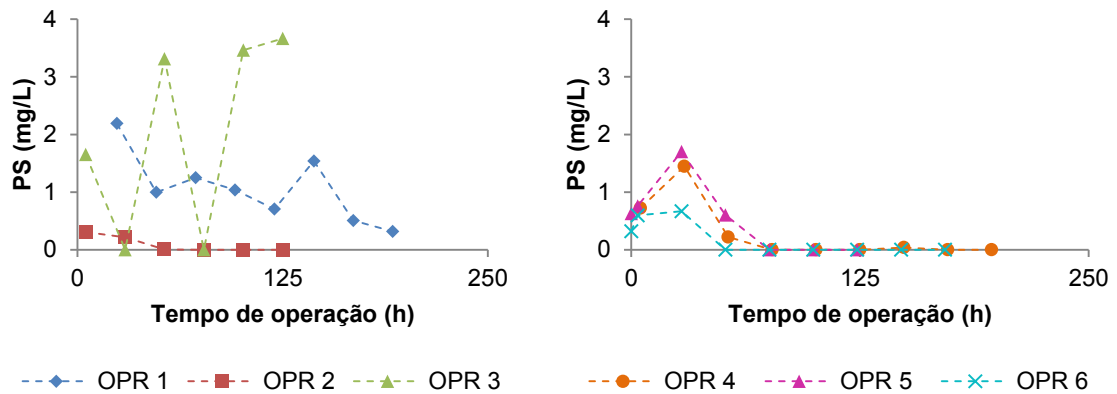 PS (mg/L)
4
3
2
1
0
0
125
250
Tempo de operação (h)
OPR 1
OPR 2
OPR 3
PS (mg/L)
4
3
2
1
0
0
125
250
Tempo de operação (h)
OPR 4
OPR 5
OPR 6